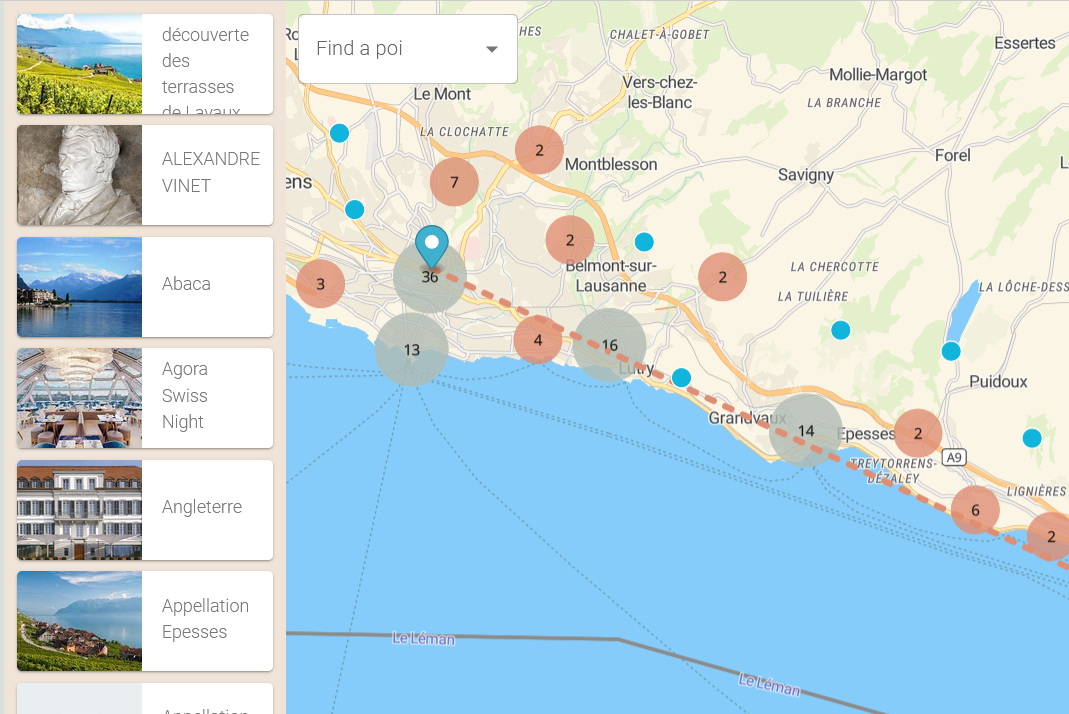 découverte
des
terrasses
de Lavaux
ALEXANDRE
VINET
Abaca
Agora
Swiss
Night
Angleterre
Appellation
Epesses
Appellation
Find a poi
HES
CHALET-À-GOBET
Essertes
Mollie-Margot
Vers-chez-
les-Blanc
LA BRANCHE
Le Mont
LA CLOCHATTE
2
Montblesson
Forel
Savigny
7
ens
2
Belmont-sur-
Lausanne
2
LA CHERCOTTE
LA TUILIÈRE
LA LÔCHE-DESS
3
36
13
4
16
Lutry
Puidoux
Grandvaux
14
Epesses
2
A9
TREYTORRENS-
DÉZALEY
LIGNIÈRES
6
2
Le Léman
Le Léman